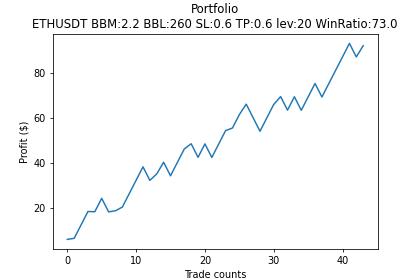 Portfolio
ETHUSDT BBM:2.2 BBL:260 SL:0.6 TP:0.6 lev:20 WinRatio:73.0
Profit ($)
80
60
40
20
0
10
20
30
40
Trade counts